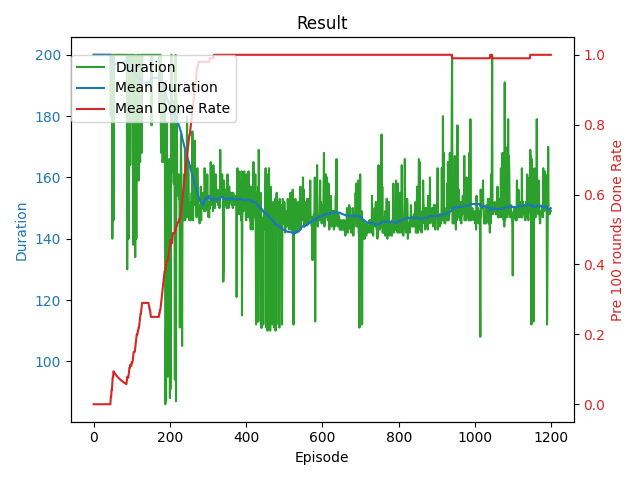 Result
Duration
Mean Duration
Mean Done Rate
200
180
160
140
120
100
Duration
1.0
0.8
0.6
0.4
0.2
0.0
Pre 100 rounds Done Rate
0
200
400
600
800
1000
1200
Episode